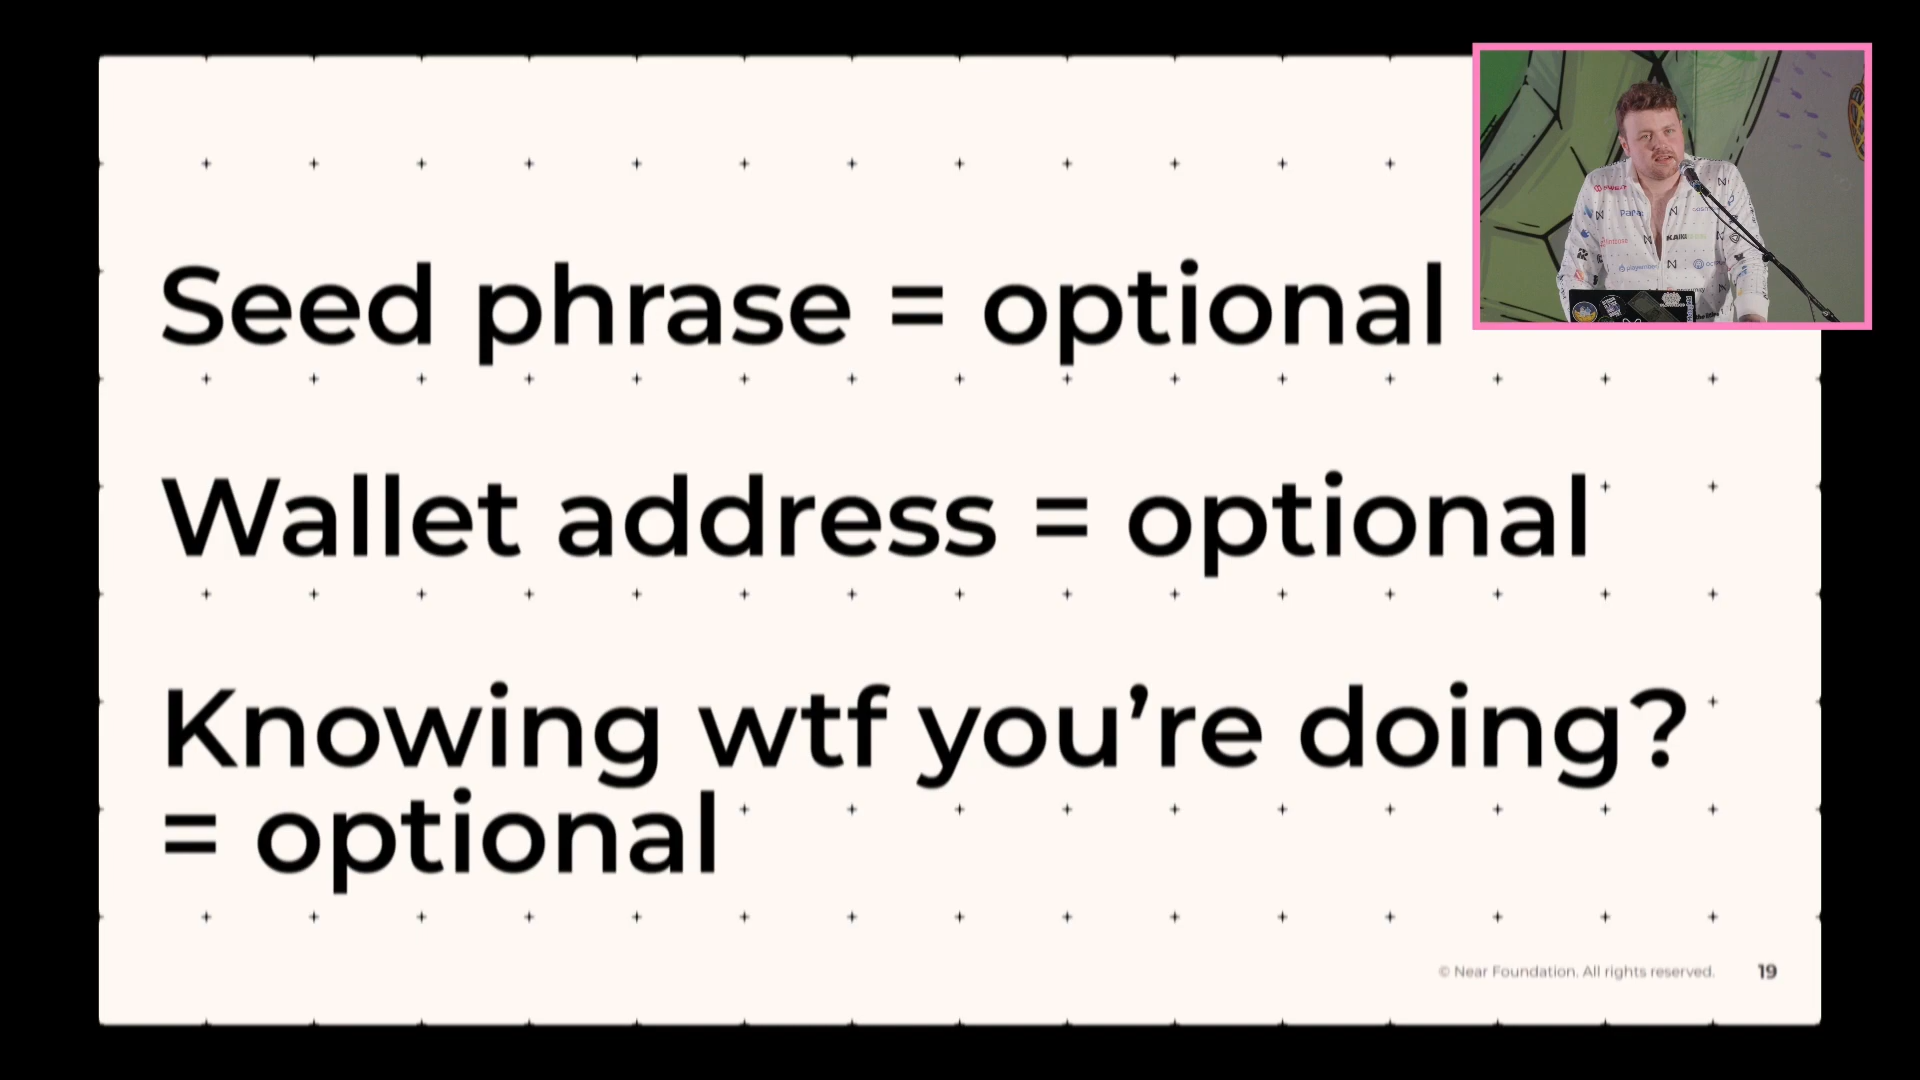 Seed phrase = optional
Wallet address = optional
Knowing wtf you’re doing?
= optional
© Near Foundation. All rights reserved. 19